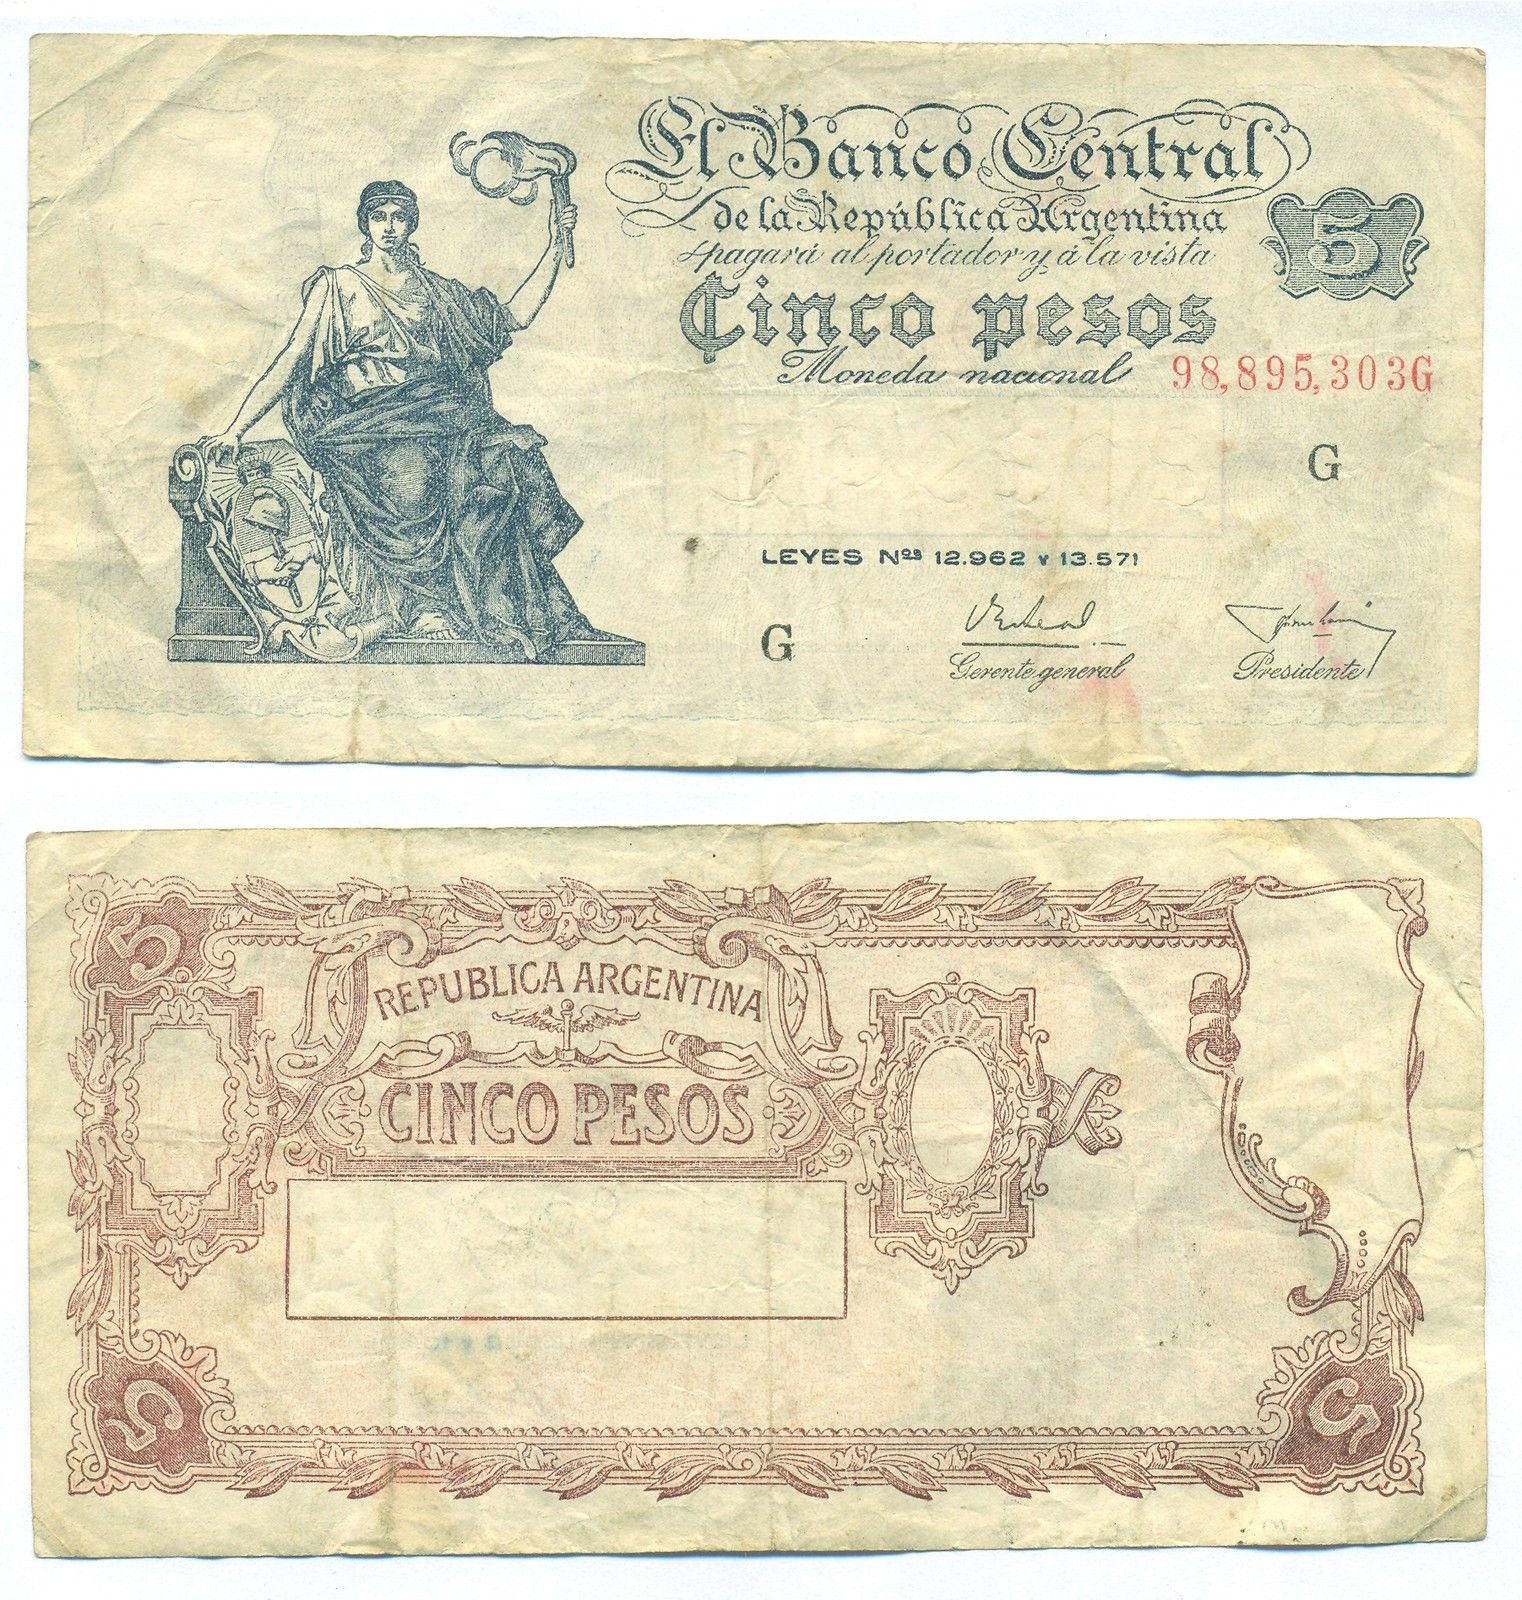 El Banco Central
de la República Argentina
pagará al portador y á la vista
5
Cinco pesos
Moneda nacional
98,895,303G
G
LEYES Nos 12.962 y 13.571
G
Gerente general
Presidente
5
REPUBLICA ARGENTINA
CINCO PESOS
5
5